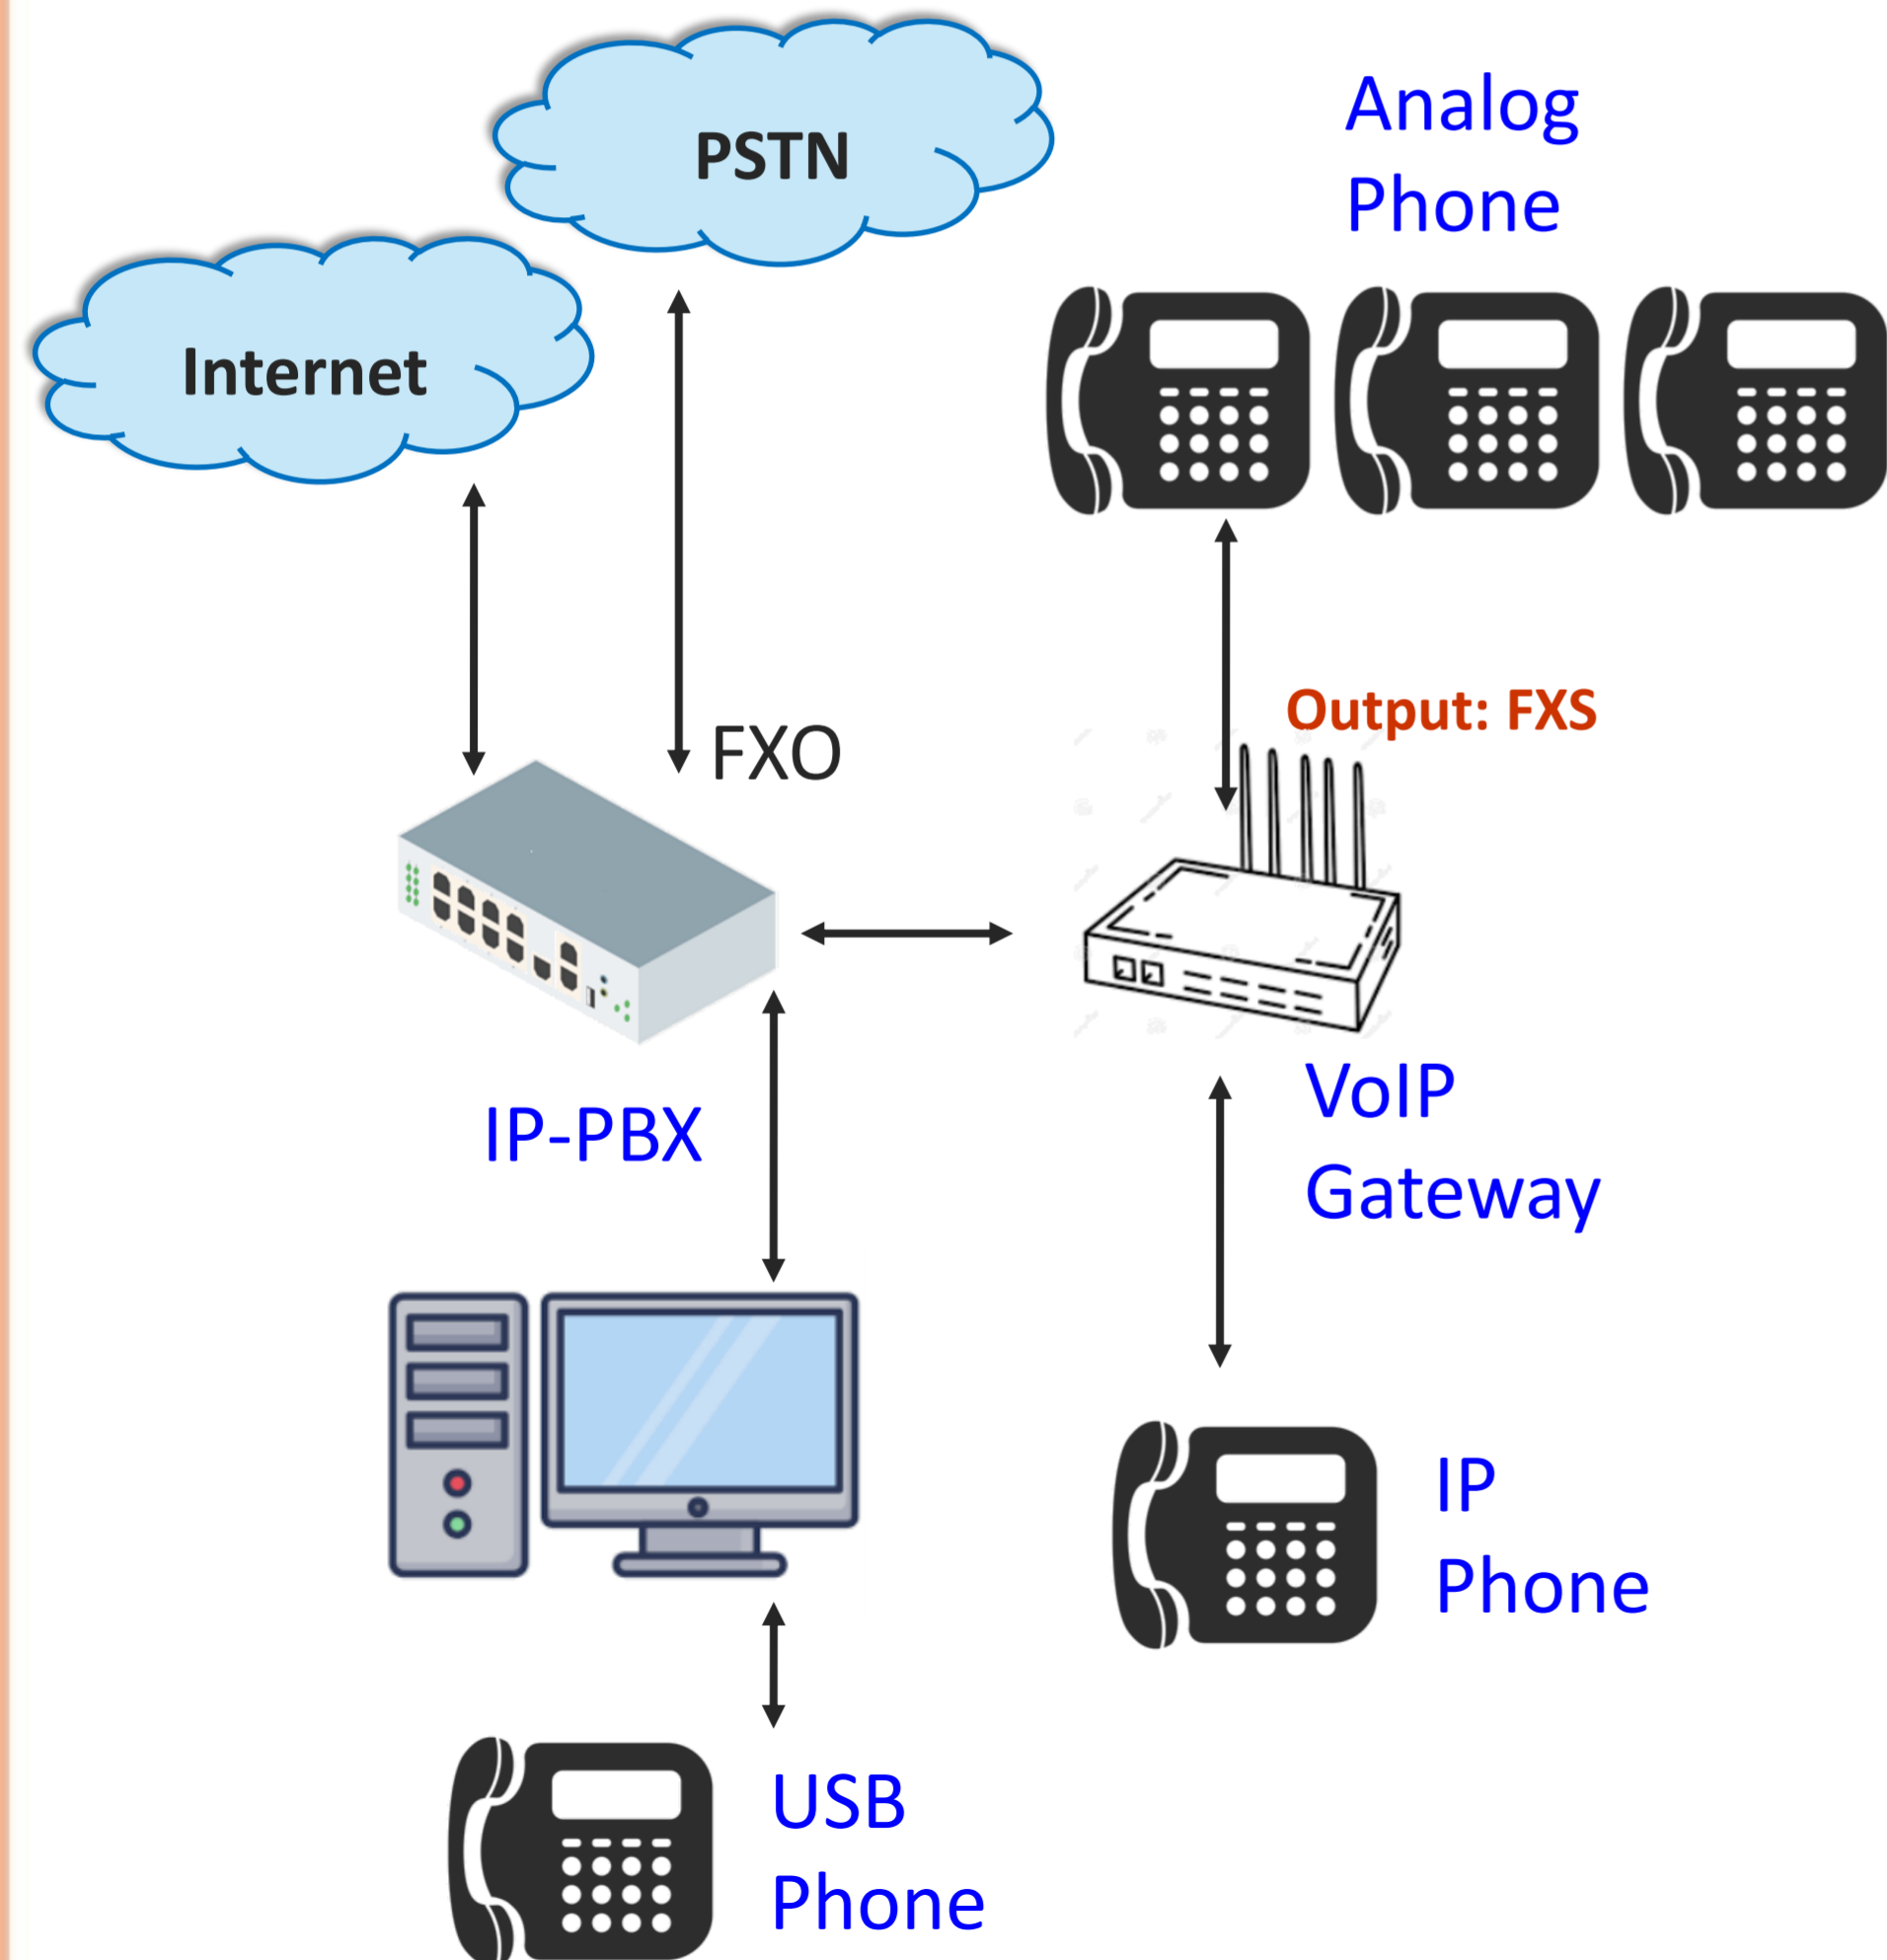 PSTN
Analog
Phone
Internet
Output: FXS
FXO
VoIP
Gateway
IP-PBX
IP
Phone
USB
Phone